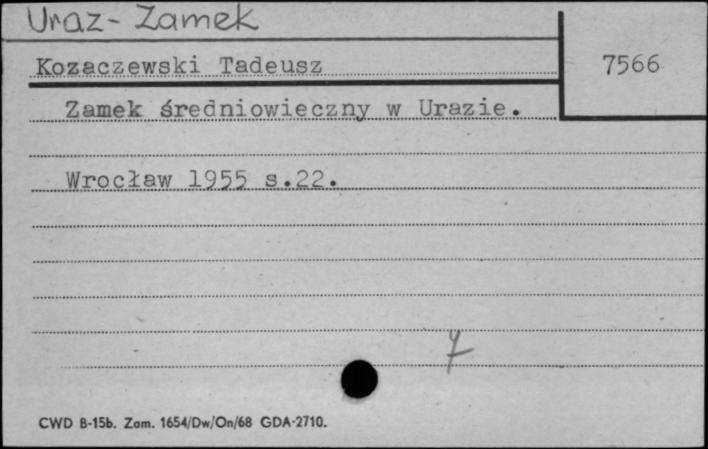 Uraz - Zamek
Kozaczewski Tadeusz
7566
Zamek średniowieczny w Urazie.
Wrocław 1955 s.22.
CWD B-15b. Zam. 1654/Dw/On/68 GDA-2710.